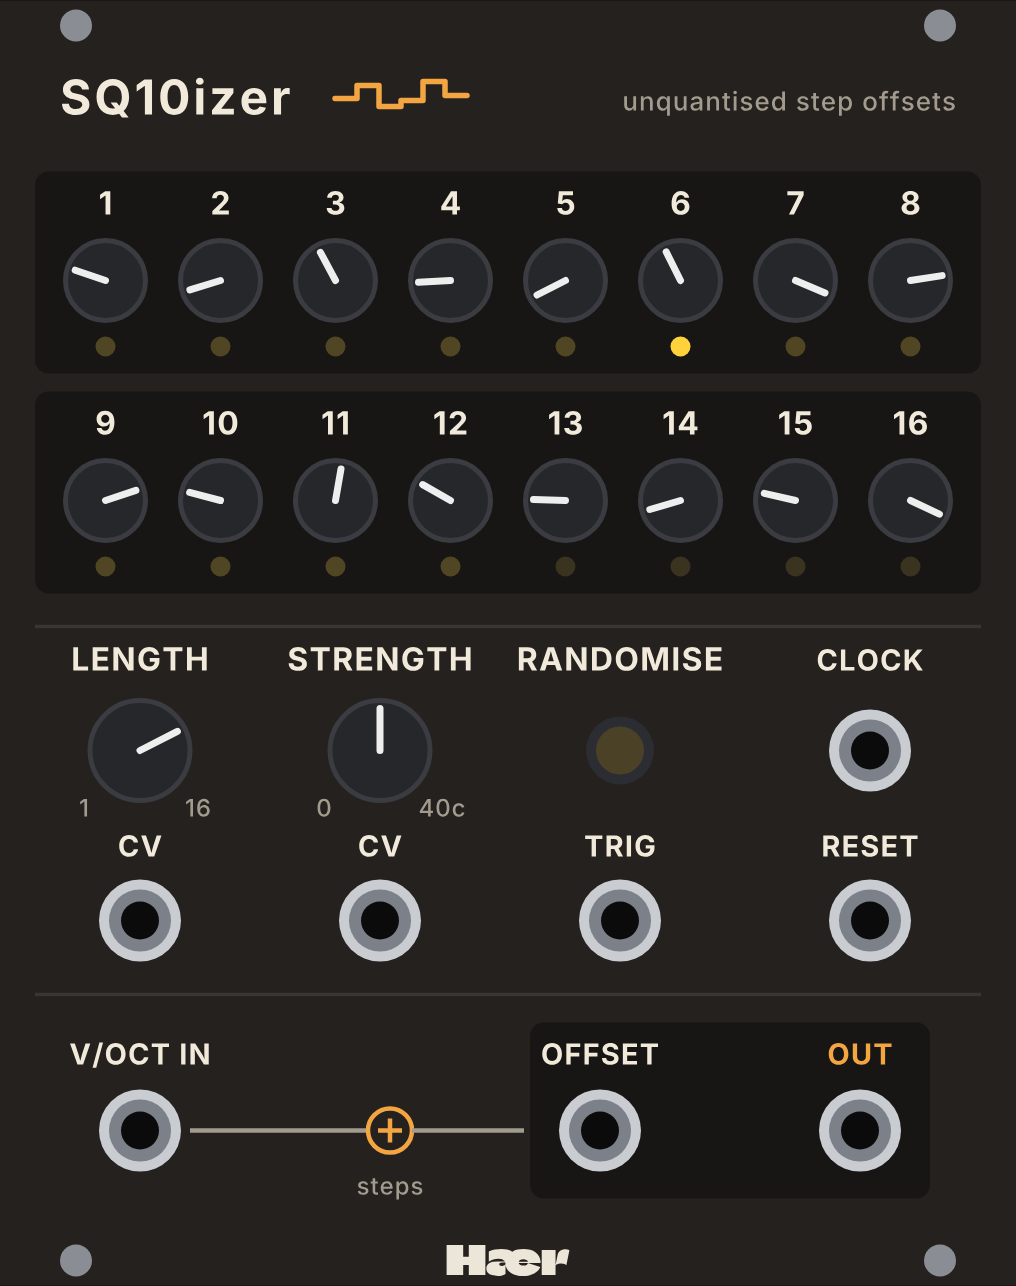 SQ10izer
unquantised step offsets
1 2 3 4 5 6 7 8
9 10 11 12 13 14 15 16
LENGTH STRENGTH RANDOMISE CLOCK
1 16 0 40c
CV CV TRIG RESET
V/OCT IN OFFSET OUT
steps
Haer